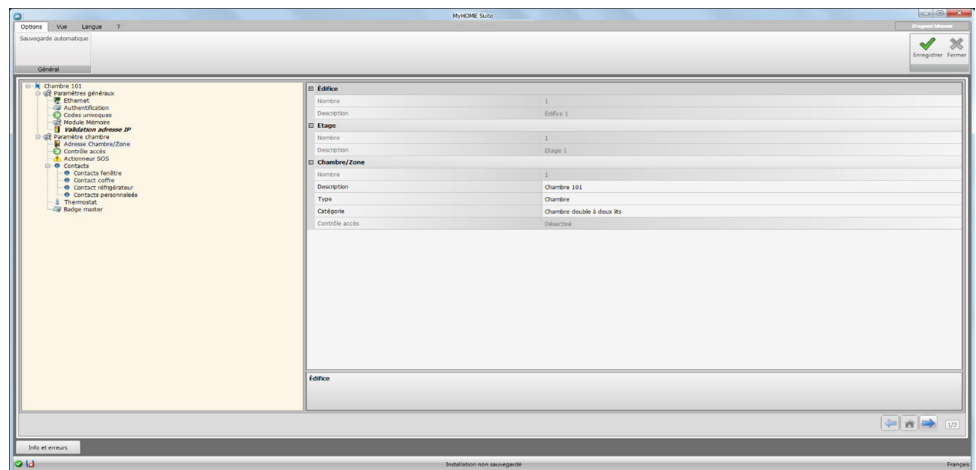 MyHOME Suite
Options Vue Langue ?
Sauvegarde automatique
Enregistrer Fermer
Général
Chambre 101
Paramètres généraux
Ethernet
Authentification
Codes univoques
Module Mémoire
Validation adresse IP
Paramètre chambre
Adresse Chambre/Zone
Contrôle accès
Actionneur SOS
Contacts
Contacts fenêtre
Contact coffre
Contact réfrigérateur
Contacts personnalisés
Thermostat
Badge master
Édifice
Nombre 1
Description Édifice 1
Etage
Nombre 1
Description Etage 1
Chambre/Zone
Nombre 1
Description Chambre 101
Type Chambre
Catégorie Chambre double à deux lits
Contrôle accès Désactivé
Édifice
1/2
Info et erreurs
Installation non sauvegardé
Français